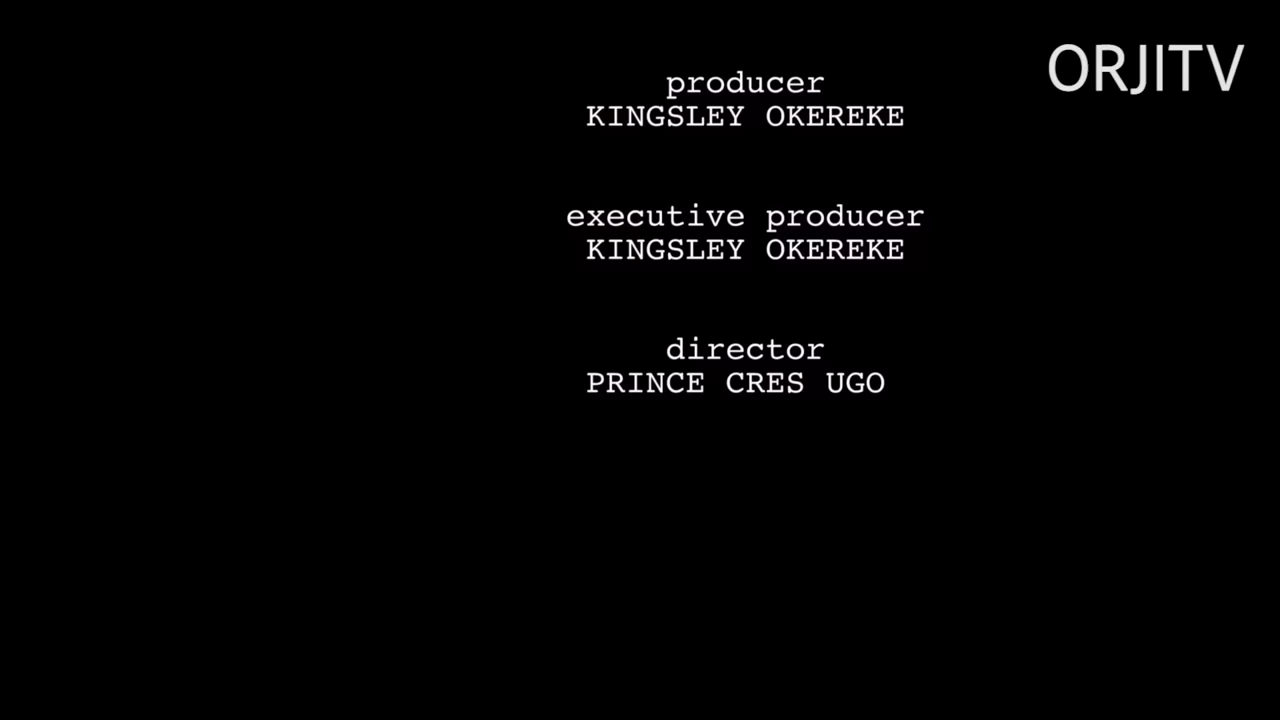 ORJITV
producer
KINGSLEY OKEREKE
executive producer
KINGSLEY OKEREKE
director
PRINCE CRES UGO